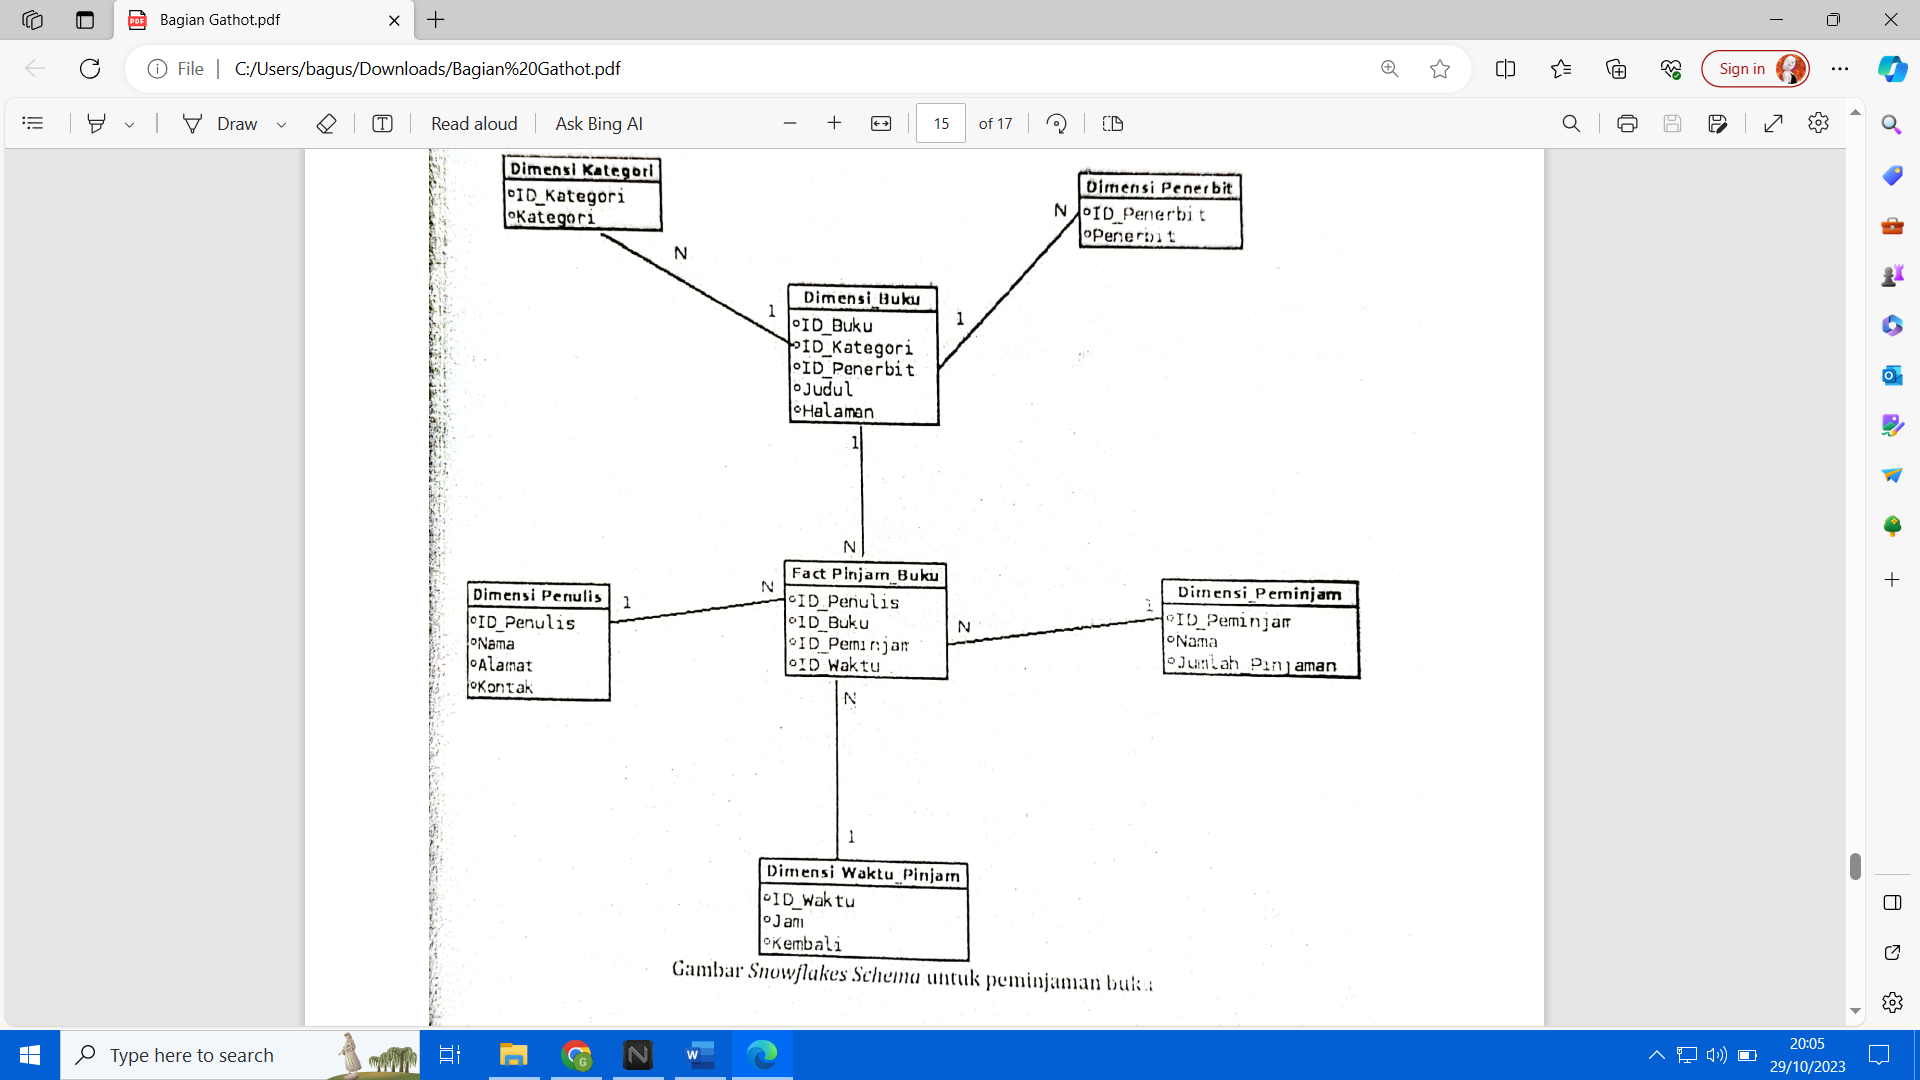 Bagian Gathot.pdf
File
C:/Users/bagus/Downloads/Bagian%20Gathot.pdf
Sign in
Draw
Read aloud
Ask Bing AI
15
of 17
Dimensi Kategori
ID_Kategori
Kategori
N
1
Dimensi Penerbit
ID_Penerbit
Penerbit
N
1
Dimensi_Buku
ID_Buku
ID_Kategori
ID_Penerbit
Judul
Halaman
1
N
Dimensi Penulis
ID_Penulis
Nama
Alamat
Kontak
1
N
Fact Pinjam_Buku
ID_Penulis
ID_Buku
ID_Peminjam
ID_Waktu
N
1
Dimensi_Peminjam
ID_Peminjam
Nama
Jumlah_Pinjaman
N
1
Dimensi Waktu_Pinjam
ID_Waktu
Jam
Kembali
Gambar Snowflakes Schema untuk peminjaman buku
Type here to search
20:05
29/10/2023